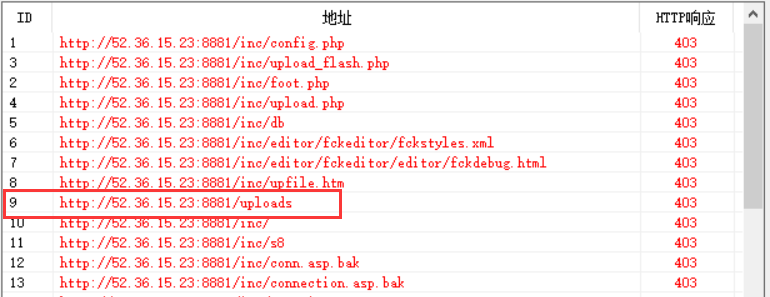 ID 地址 HTTP响应
1 http://52.36.15.23:8881/inc/config.php 403
3 http://52.36.15.23:8881/inc/upload_flash.php 403
2 http://52.36.15.23:8881/inc/foot.php 403
4 http://52.36.15.23:8881/inc/upload.php 403
5 http://52.36.15.23:8881/inc/db 403
6 http://52.36.15.23:8881/inc/editor/fckeditor/fckstyles.xml 403
7 http://52.36.15.23:8881/inc/editor/fckeditor/editor/fckdebug.html 403
8 http://52.36.15.23:8881/inc/upfile.htm 403
9 http://52.36.15.23:8881/uploads 403
10 http://52.36.15.23:8881/inc/ 403
11 http://52.36.15.23:8881/inc/s8 403
12 http://52.36.15.23:8881/inc/conn.asp.bak 403
13 http://52.36.15.23:8881/inc/connection.asp.bak 403